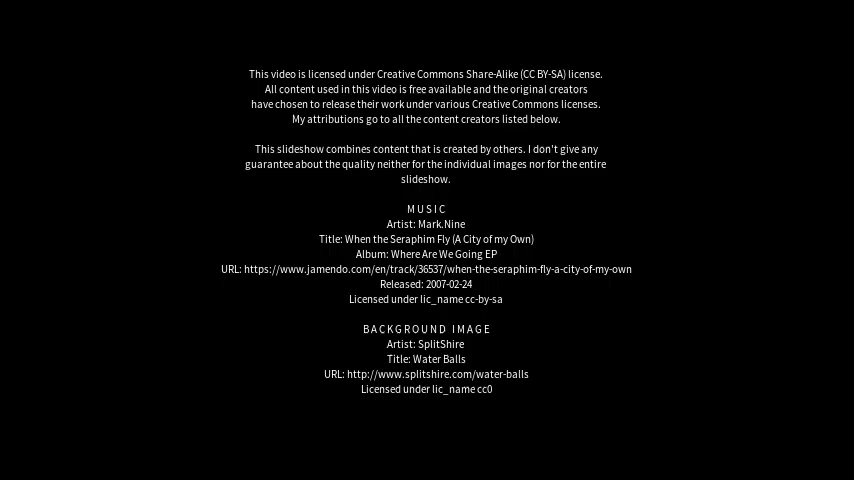 This video is licensed under Creative Commons Share-Alike (CC BY-SA) license.
All content used in this video is free available and the original creators
have chosen to release their work under various Creative Commons licenses.
My attributions go to all the content creators listed below.
This slideshow combines content that is created by others. I don't give any
guarantee about the quality neither for the individual images nor for the entire
slideshow.
MUSIC
Artist: Mark.Nine
Title: When the Seraphim Fly (A City of my Own)
Album: Where Are We Going EP
URL: https://www.jamendo.com/en/track/36537/when-the-seraphim-fly-a-city-of-my-own
Released: 2007-02-24
Licensed under lic_name cc-by-sa
BACKGROUND IMAGE
Artist: SplitShire
Title: Water Balls
URL: http://www.splitshire.com/water-balls
Licensed under lic_name cc0